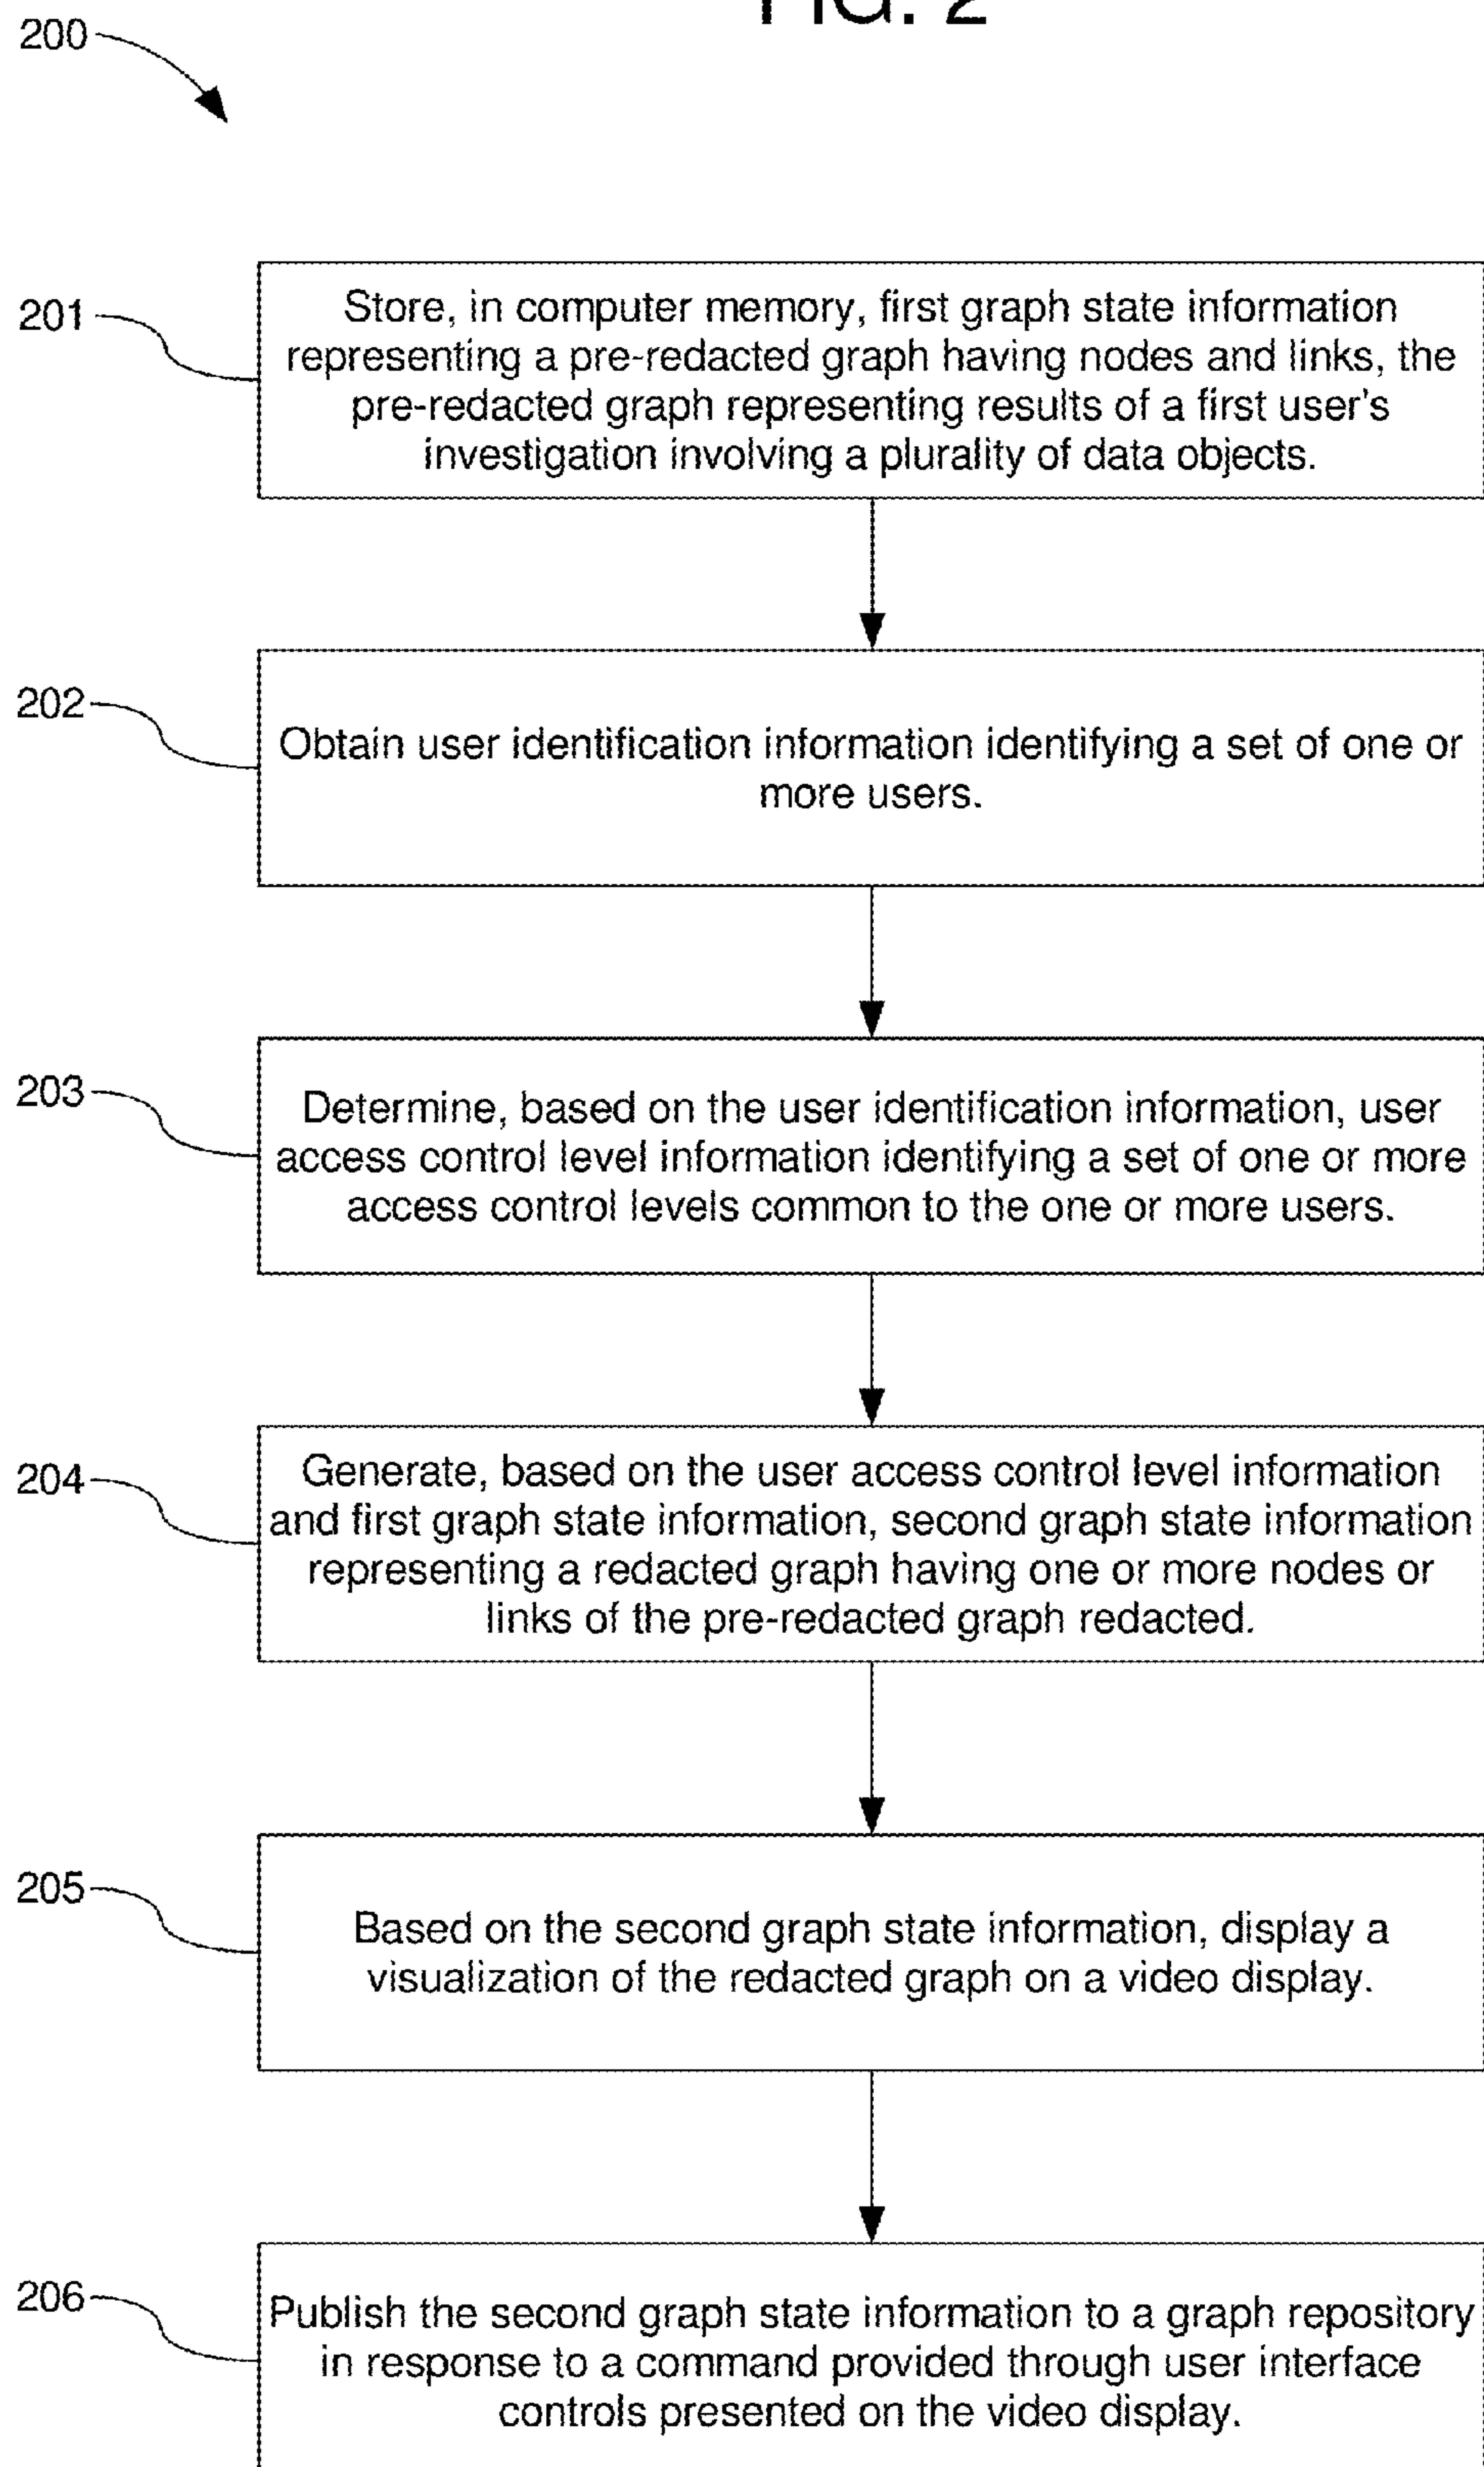 FIG. 2
200
201
Store, in computer memory, first graph state information
representing a pre-redacted graph having nodes and links, the
pre-redacted graph representing results of a first user's
investigation involving a plurality of data objects.
202
Obtain user identification information identifying a set of one or
more users.
203
Determine, based on the user identification information, user
access control level information identifying a set of one or more
access control levels common to the one or more users.
204
Generate, based on the user access control level information
and first graph state information, second graph state information
representing a redacted graph having one or more nodes or
links of the pre-redacted graph redacted.
205
Based on the second graph state information, display a
visualization of the redacted graph on a video display.
206
Publish the second graph state information to a graph repository
in response to a command provided through user interface
controls presented on the video display.